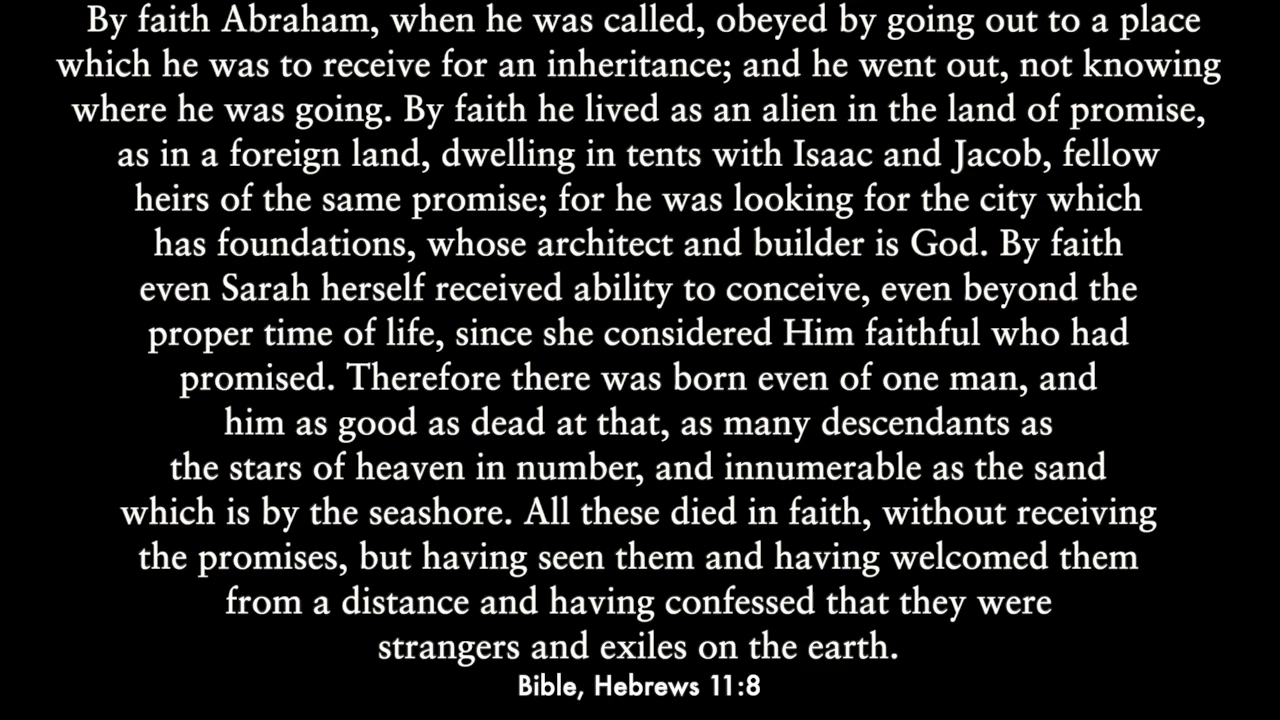 By faith Abraham, when he was called, obeyed by going out to a place
which he was to receive for an inheritance; and he went out, not knowing
where he was going. By faith he lived as an alien in the land of promise,
as in a foreign land, dwelling in tents with Isaac and Jacob, fellow
heirs of the same promise; for he was looking for the city which
has foundations, whose architect and builder is God. By faith
even Sarah herself received ability to conceive, even beyond the
proper time of life, since she considered Him faithful who had
promised. Therefore there was born even of one man, and
him as good as dead at that, as many descendants as
the stars of heaven in number, and innumerable as the sand
which is by the seashore. All these died in faith, without receiving
the promises, but having seen them and having welcomed them
from a distance and having confessed that they were
strangers and exiles on the earth.
Bible, Hebrews 11:8